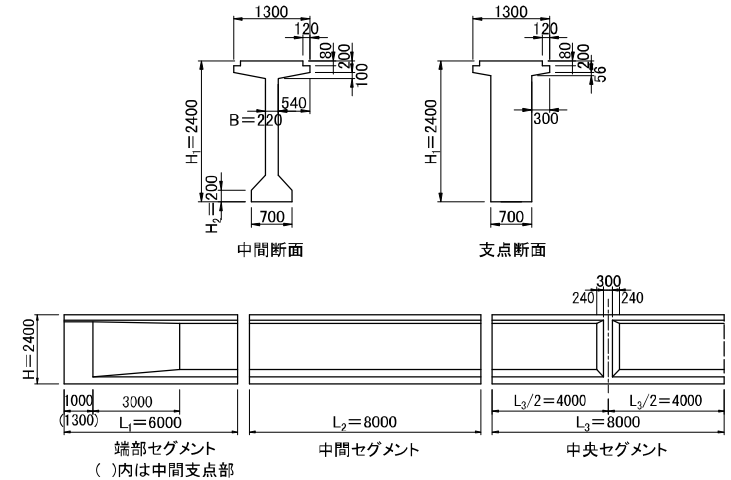 1300
120
80
200
100
540
B=220
H₁=2400
H₂=200
700
中間断面
1300
120
80
200
56
300
H₁=2400
700
支点断面
300
240
240
H=2400
1000
(1300)
3000
L₁=6000
L₂=8000
L₃/2=4000
L₃/2=4000
L₃=8000
端部セグメント
( )内は中間支点部
中間セグメント
中央セグメント